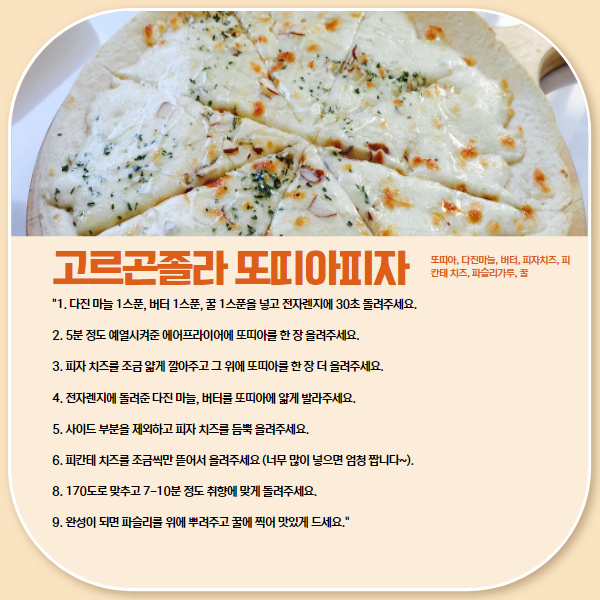 고르곤졸라 또띠아피자
또띠아, 다진마늘, 버터, 피자치즈, 피
칸테 치즈, 파슬리가루, 꿀
"1. 다진 마늘 1스푼, 버터 1스푼, 꿀 1스푼을 넣고 전자렌지에 30초 돌려주세요.
2. 5분 정도 예열시켜준 에어프라이어에 또띠아를 한 장 올려주세요.
3. 피자 치즈를 조금 얇게 깔아주고 그 위에 또띠아를 한 장 더 올려주세요.
4. 전자렌지에 돌려준 다진 마늘, 버터를 또띠아에 얇게 발라주세요.
5. 사이드 부분을 제외하고 피자 치즈를 듬뿍 올려주세요.
6. 피칸테 치즈를 조금씩만 뜯어서 올려주세요 (너무 많이 넣으면 엄청 짭니다~).
8. 170도로 맞추고 7-10분 정도 취향에 맞게 돌려주세요.
9. 완성이 되면 파슬리를 위에 뿌려주고 꿀에 찍어 맛있게 드세요."